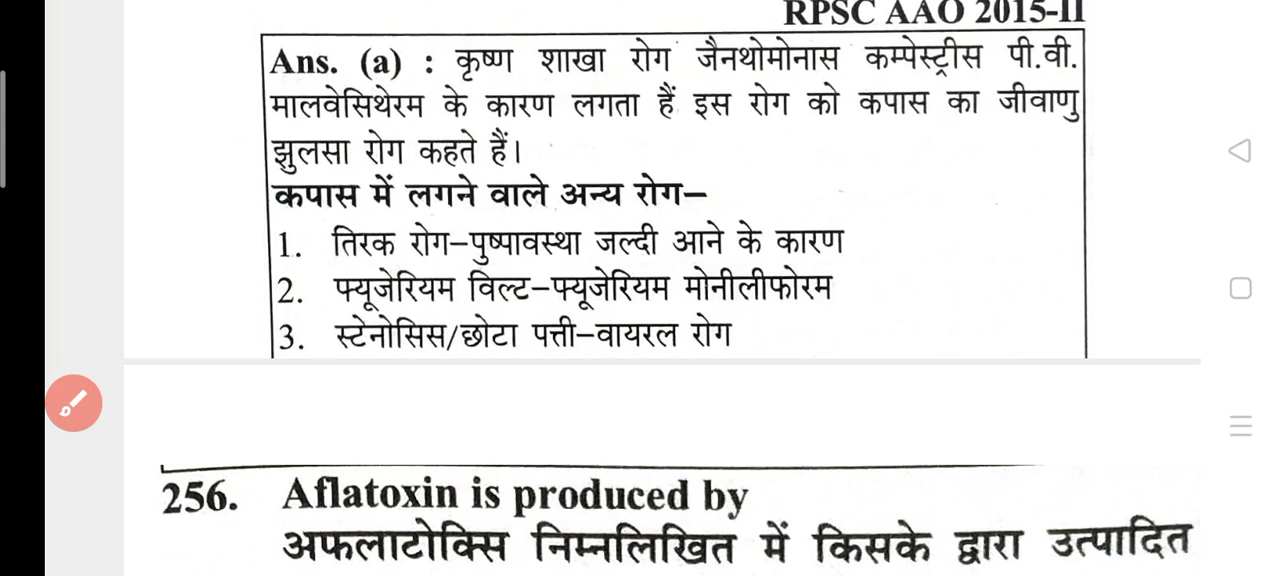 RPSC AAO 2015-II
Ans. (a) : कृष्ण शाखा रोग जैनथोमोनास कम्पेस्ट्रीस पी.वी.
मालवेसिथेरम के कारण लगता हैं इस रोग को कपास का जीवाणु
झुलसा रोग कहते हैं।
कपास में लगने वाले अन्य रोग–
1. तिरक रोग–पुष्पावस्था जल्दी आने के कारण
2. फ्यूजेरियम विल्ट–फ्यूजेरियम मोनीलीफोरम
3. स्टेनोसिस/छोटा पत्ती–वायरल रोग
256. Aflatoxin is produced by
अफलाटोक्सि निम्नलिखित में किसके द्वारा उत्पादित